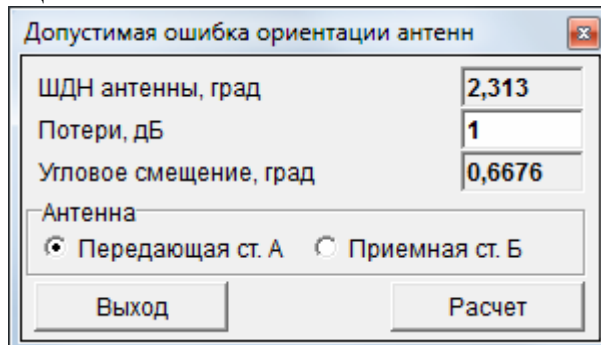 Допустимая ошибка ориентации антенн
ШДН антенны, град 2,313
Потери, дБ 1
Угловое смещение, град 0,6676
Антенна
Передающая ст. А Приемная ст. Б
Выход Расчет